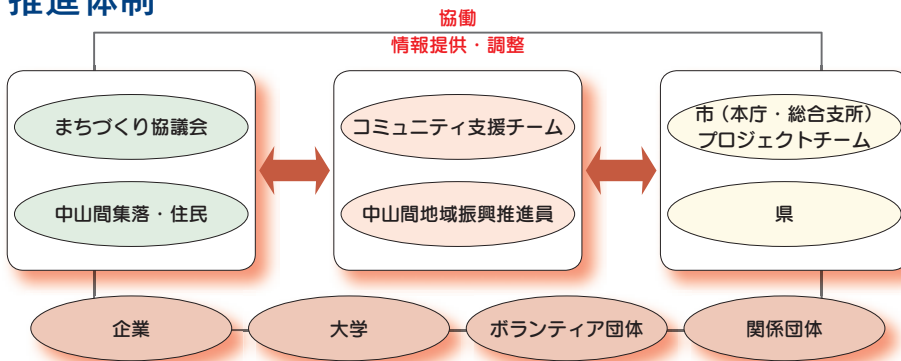 推進体制
協働
情報提供・調整
まちづくり協議会
中山間集落・住民
コミュニティ支援チーム
中山間地域振興推進員
市（本庁・総合支所）
プロジェクトチーム
県
企業
大学
ボランティア団体
関係団体